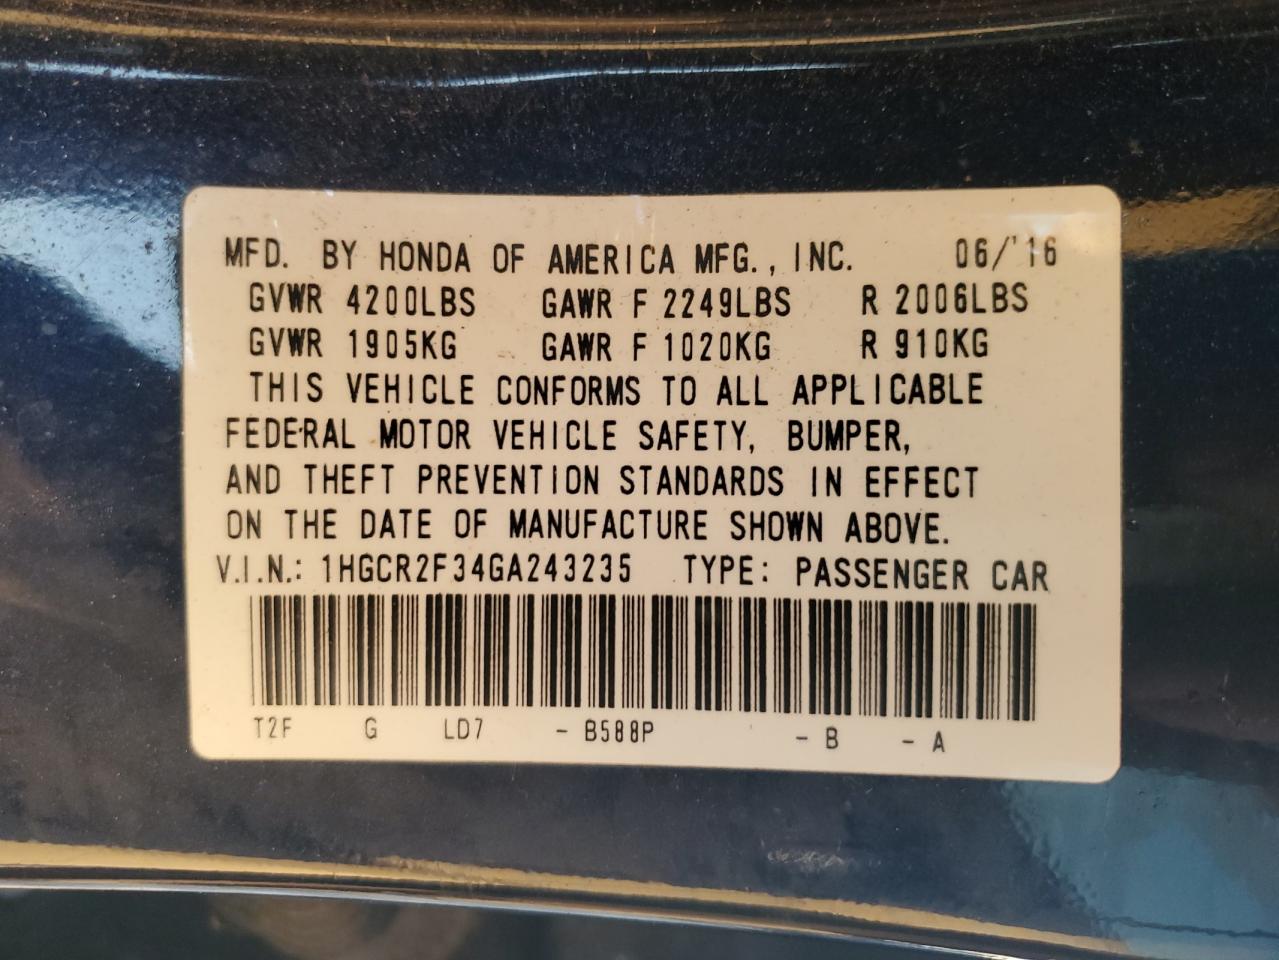 MFD. BY HONDA OF AMERICA MFG., INC. 06/'16
GVWR 4200LBS GAWR F 2249LBS R 2006LBS
GVWR 1905KG GAWR F 1020KG R 910KG
THIS VEHICLE CONFORMS TO ALL APPLICABLE
FEDERAL MOTOR VEHICLE SAFETY, BUMPER,
AND THEFT PREVENTION STANDARDS IN EFFECT
ON THE DATE OF MANUFACTURE SHOWN ABOVE.
V.I.N.: 1HGCR2F34GA243235 TYPE: PASSENGER CAR
T2F G LD7 - B588P - B - A